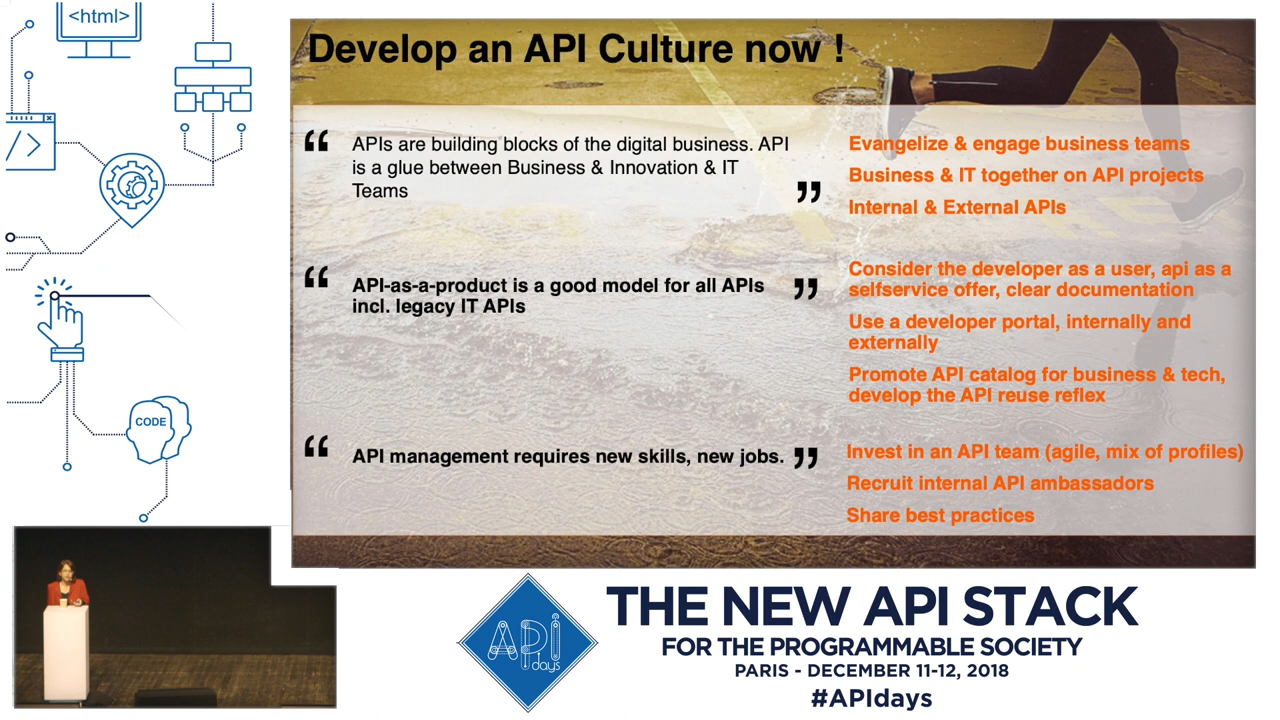 <html>
</>
CODE
Develop an API Culture now !
“ APIs are building blocks of the digital business. API
is a glue between Business & Innovation & IT
Teams ”
Evangelize & engage business teams
Business & IT together on API projects
Internal & External APIs
“ API-as-a-product is a good model for all APIs ”
incl. legacy IT APIs
Consider the developer as a user, api as a
selfservice offer, clear documentation
Use a developer portal, internally and
externally
Promote API catalog for business & tech,
develop the API reuse reflex
“ API management requires new skills, new jobs. ”
Invest in an API team (agile, mix of profiles)
Recruit internal API ambassadors
Share best practices
API
days
THE NEW API STACK
FOR THE PROGRAMMABLE SOCIETY
PARIS - DECEMBER 11-12, 2018
#APIdays